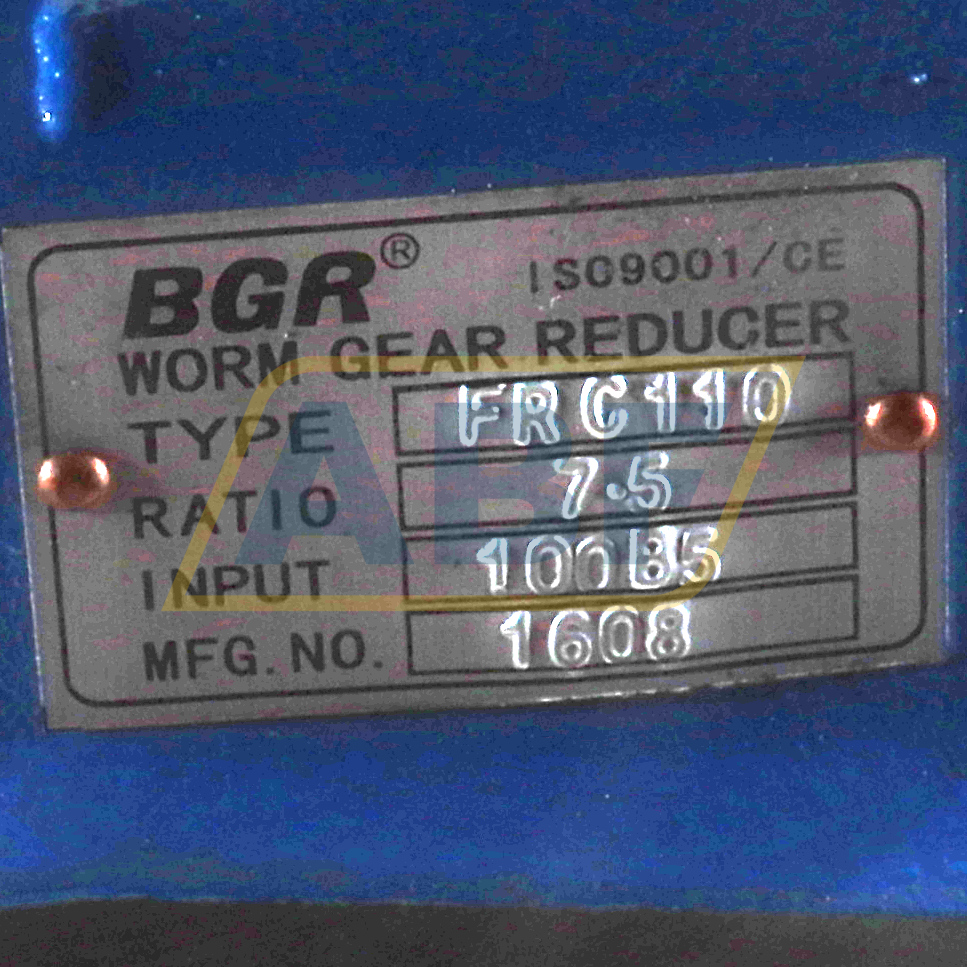 BGR®
ISO9001/CE
WORM GEAR REDUCER
TYPE FRC110
RATIO 7.5
INPUT 100B5
MFG. NO. 1608